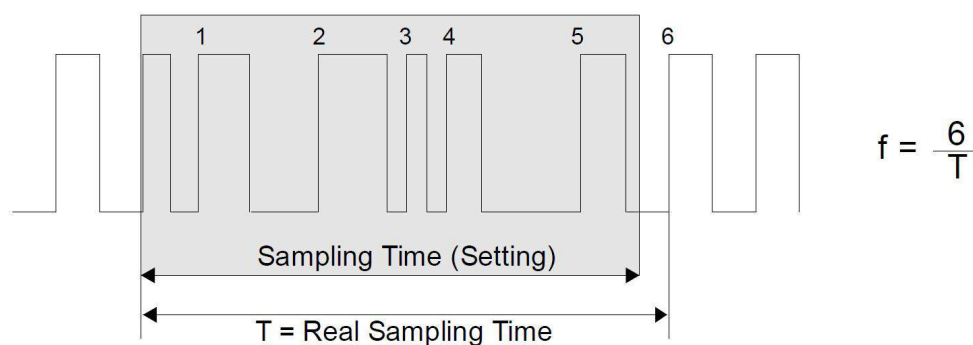 1 2 3 4 5 6
f = 6
T
Sampling Time (Setting)
T = Real Sampling Time